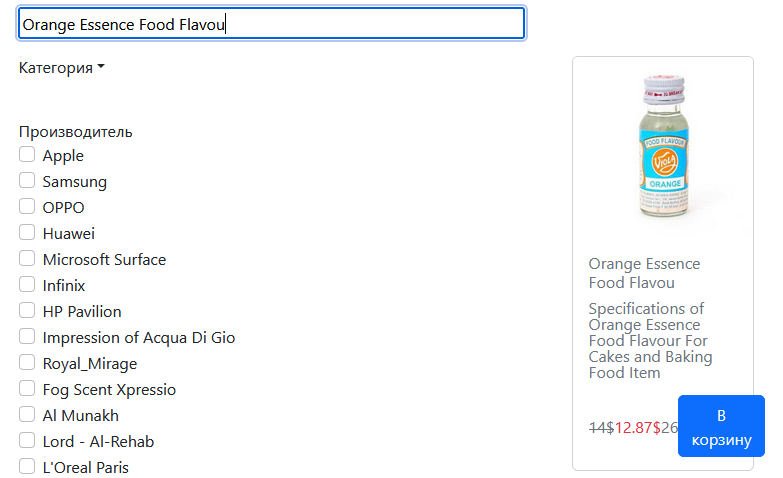 Orange Essence Food Flavou
Категория
Производитель
Apple
Samsung
OPPO
Huawei
Microsoft Surface
Infinix
HP Pavilion
Impression of Acqua Di Gio
Royal_Mirage
Fog Scent Xpressio
Al Munakh
Lord - Al-Rehab
L'Oreal Paris
FOOD FLAVOUR
VIOLA
ORANGE
Orange Essence
Food Flavou
Specifications of
Orange Essence
Food Flavour For
Cakes and Baking
Food Item
14$12.87$26
В
корзину